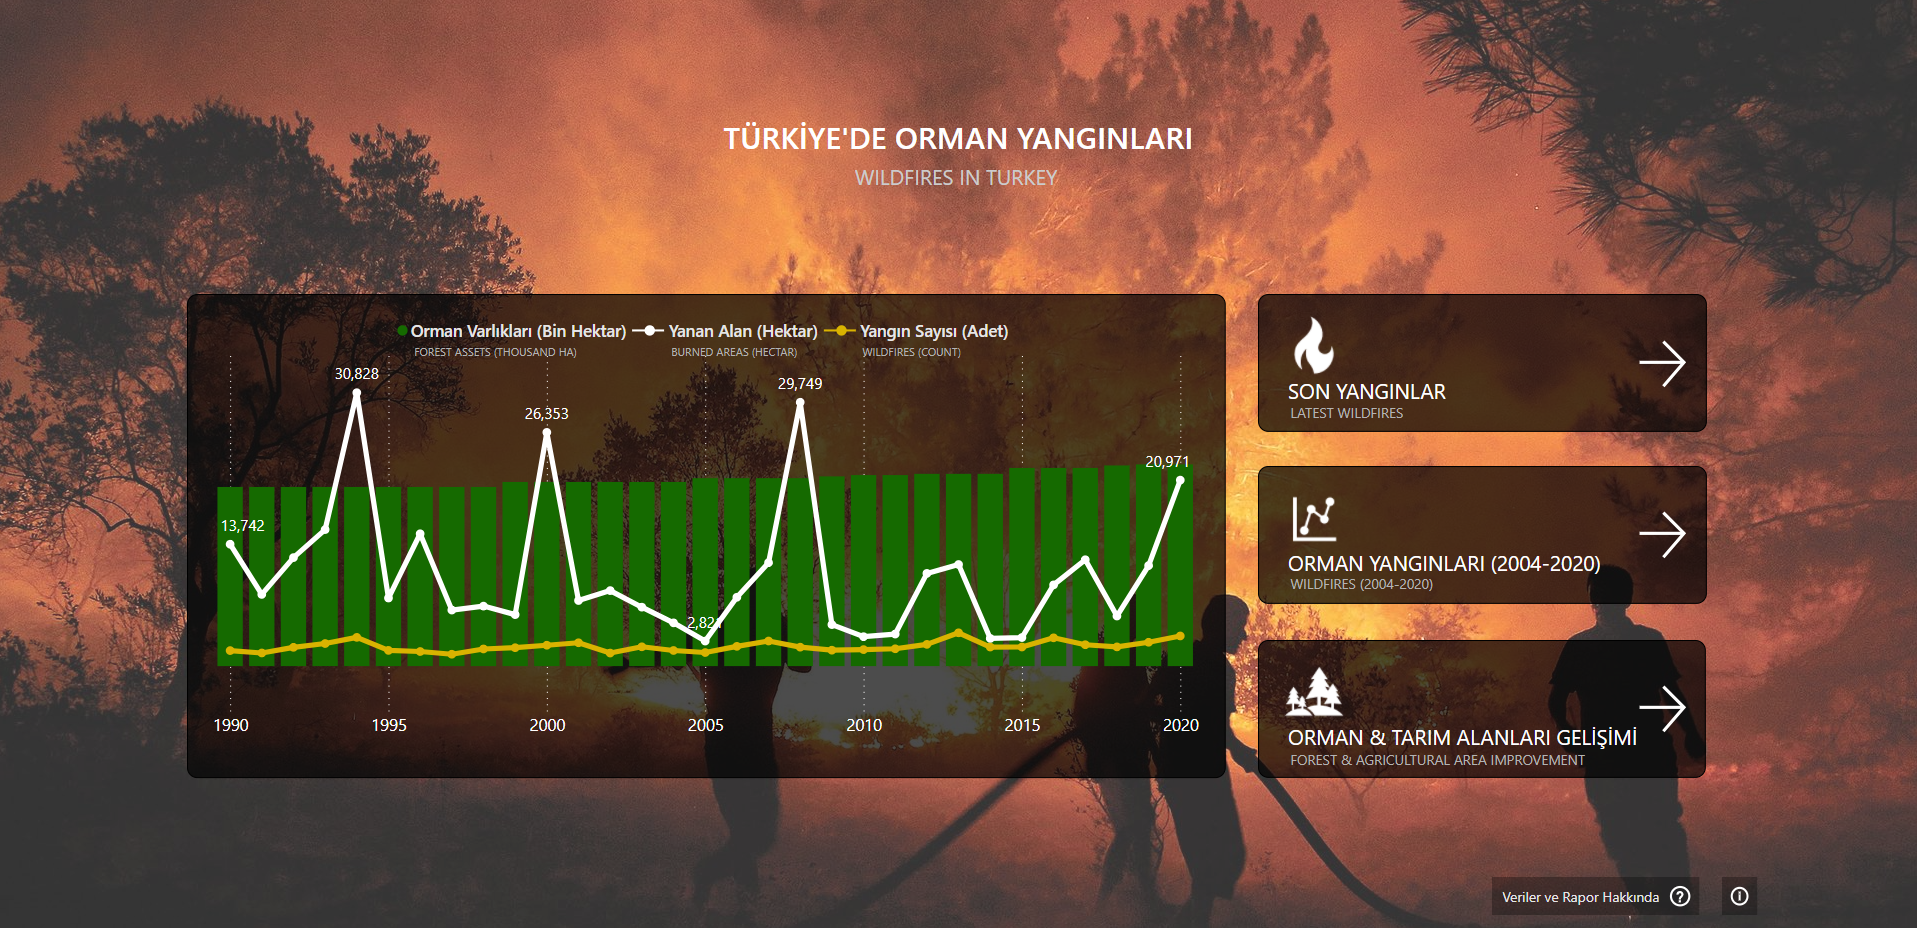 TÜRKİYE'DE ORMAN YANGINLARI
WILDFIRES IN TURKEY
Orman Varlıkları (Bin Hektar) Yanan Alan (Hektar) Yangın Sayısı (Adet)
FOREST ASSETS (THOUSAND HA) BURNED AREAS (HECTAR) WILDFIRES (COUNT)
30,828
29,749
26,353
20,971
13,742
2,821
1990 1995 2000 2005 2010 2015 2020
SON YANGINLAR
LATEST WILDFIRES
ORMAN YANGINLARI (2004-2020)
WILDFIRES (2004-2020)
ORMAN & TARIM ALANLARI GELİŞİMİ
FOREST & AGRICULTURAL AREA IMPROVEMENT
Veriler ve Rapor Hakkında